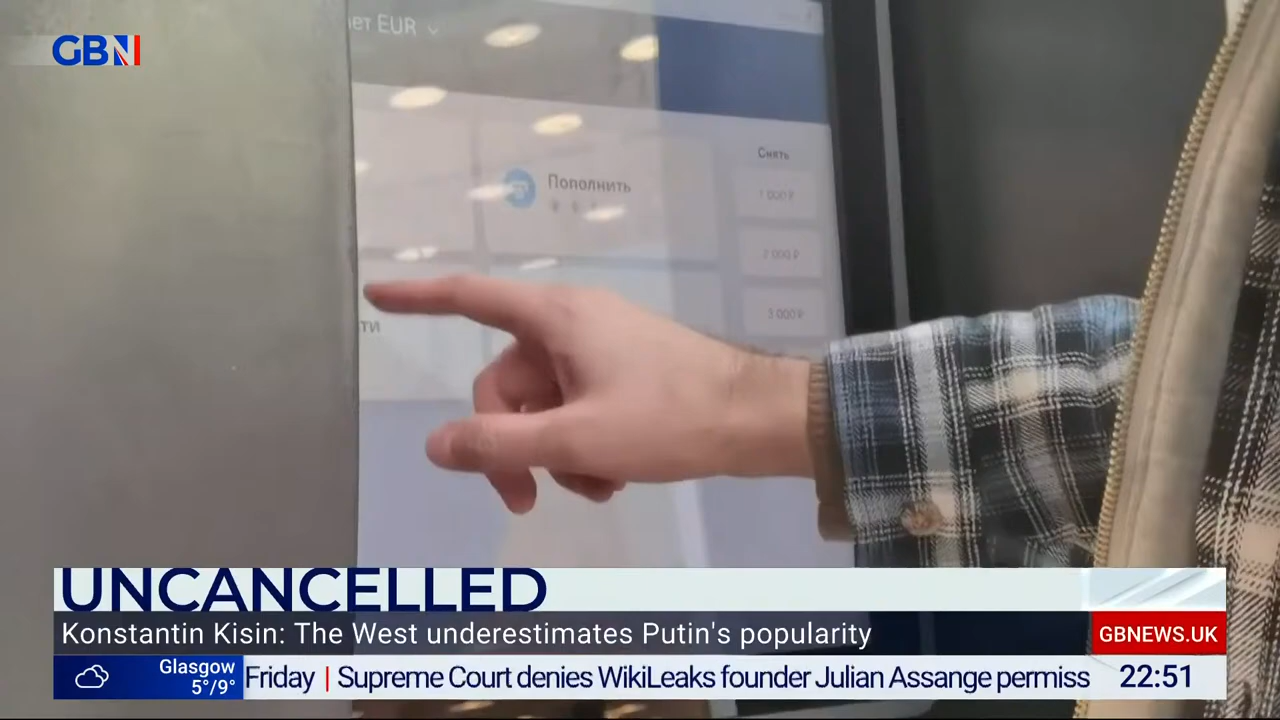 GBN
ет EUR
Снять
Пополнить
1 000 ₽
2 000 ₽
3 000 ₽
ти
UNCANCELLED
Konstantin Kisin: The West underestimates Putin's popularity
GBNEWS.UK
Glasgow
5°/9°
Friday | Supreme Court denies WikiLeaks founder Julian Assange permiss
22:51